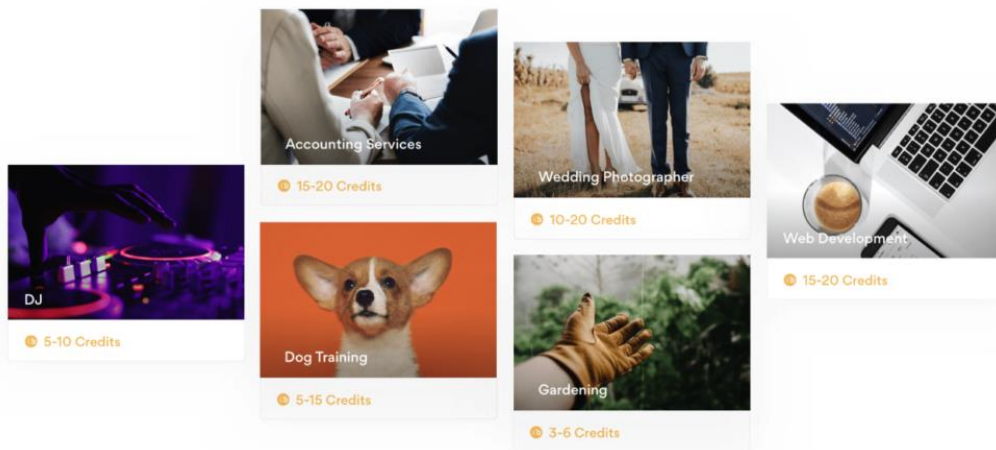 DJ
5-10 Credits
Accounting Services
15-20 Credits
Dog Training
5-15 Credits
Wedding Photographer
10-20 Credits
Gardening
3-6 Credits
Web Development
15-20 Credits